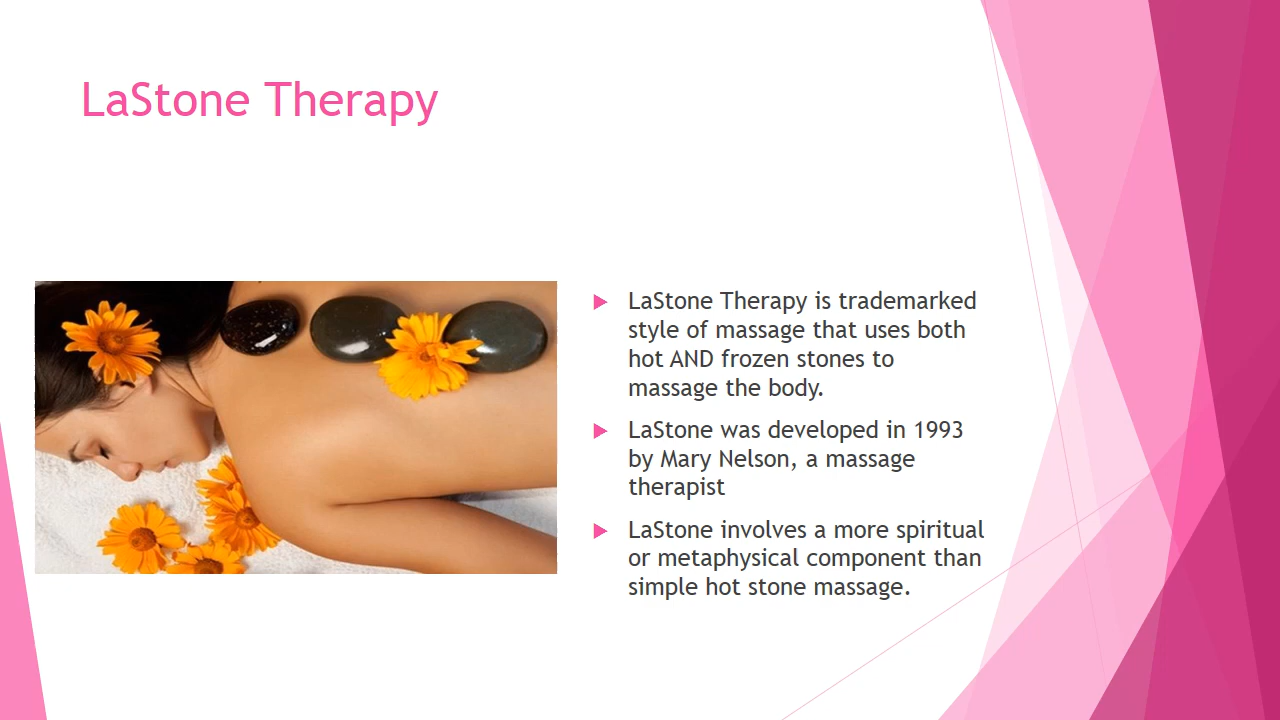 LaStone Therapy
LaStone Therapy is trademarked
style of massage that uses both
hot AND frozen stones to
massage the body.
LaStone was developed in 1993
by Mary Nelson, a massage
therapist
LaStone involves a more spiritual
or metaphysical component than
simple hot stone massage.